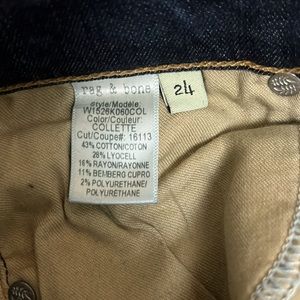 rag & bone
style/Modèle:
W1526K060COL
Color/Couleur:
COLLETTE
Cut/Coupe#: 16113
43% COTTON/COTON
28% LYOCELL
16% RAYON/RAYONNE
11% BEMBERG CUPRO
2% POLYURETHANE/
POLYURETHANE
24